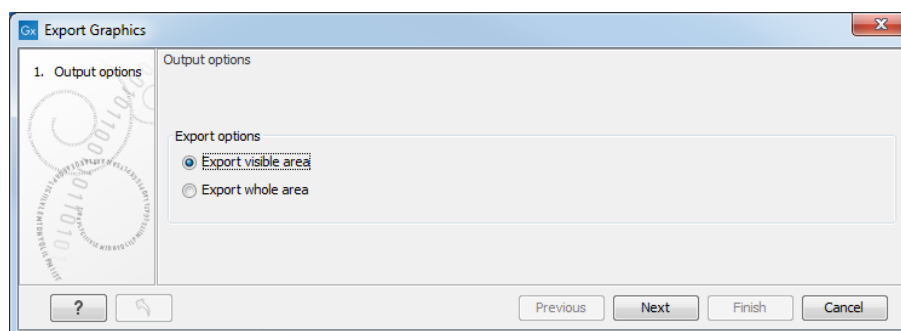 Gx Export Graphics
1. Output options
Output options
Export options
Export visible area
Export whole area
?
Previous Next Finish Cancel